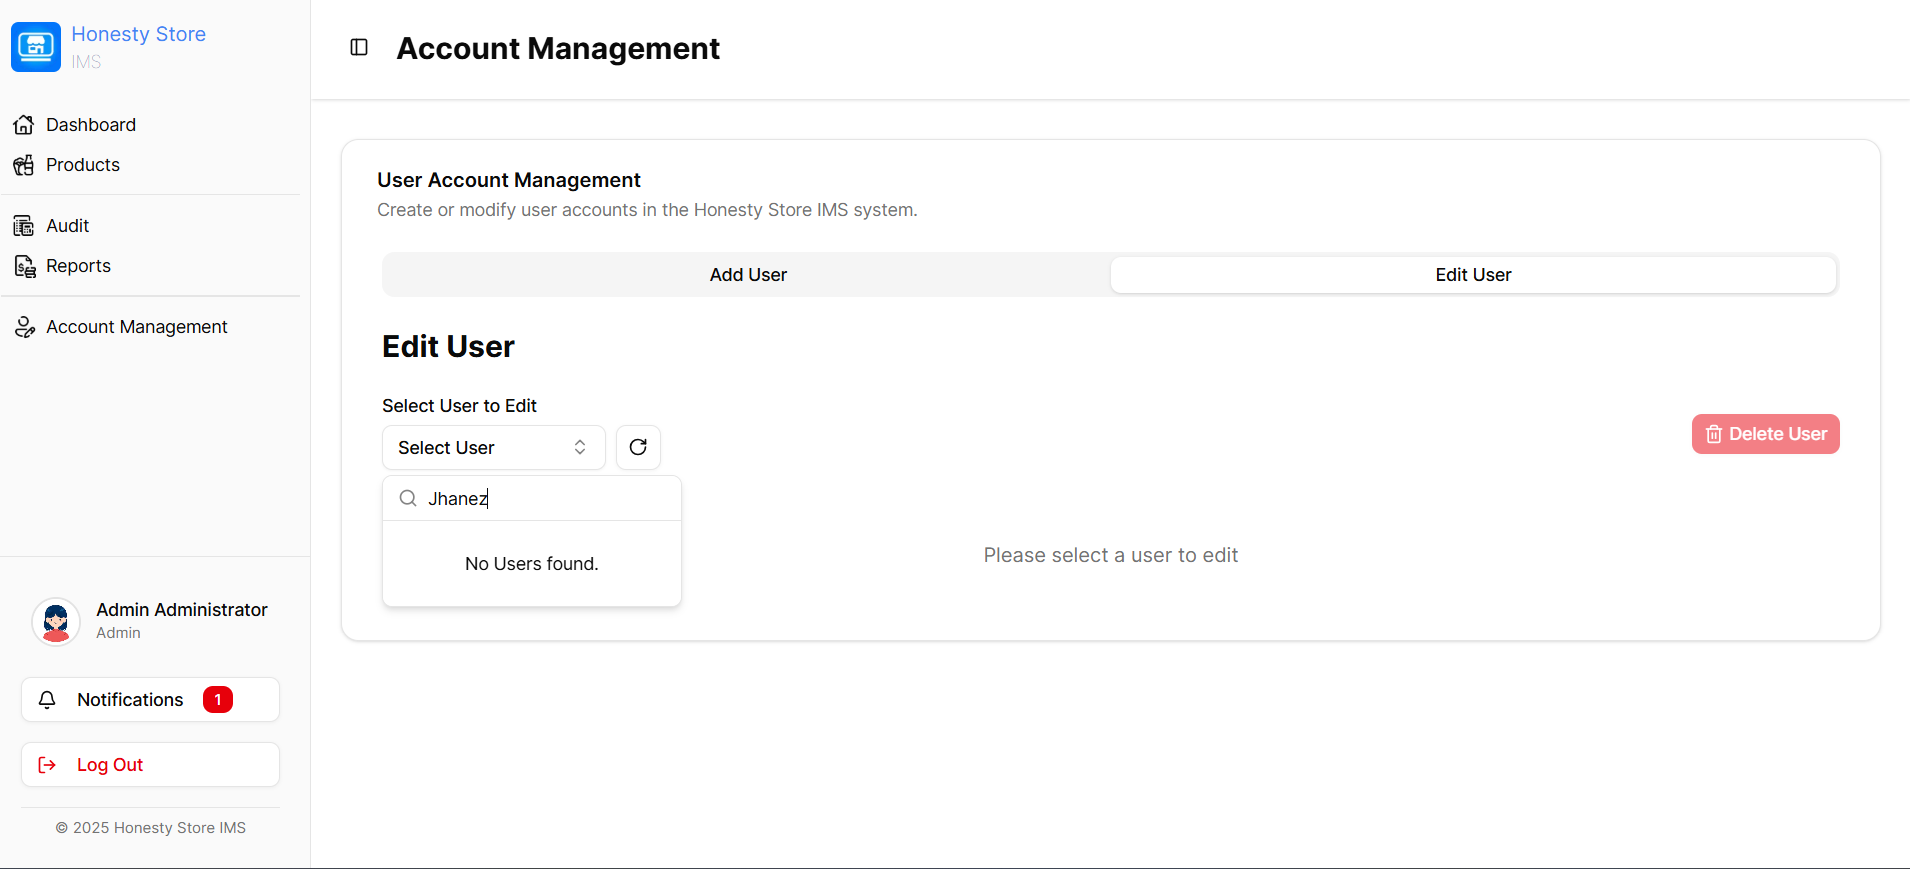 Honesty Store
IMS
Dashboard
Products
Audit
Reports
Account Management
Admin Administrator
Admin
Notifications 1
Log Out
© 2025 Honesty Store IMS
Account Management
User Account Management
Create or modify user accounts in the Honesty Store IMS system.
Add User
Edit User
Edit User
Select User to Edit
Select User
Delete User
Jhanez
No Users found.
Please select a user to edit